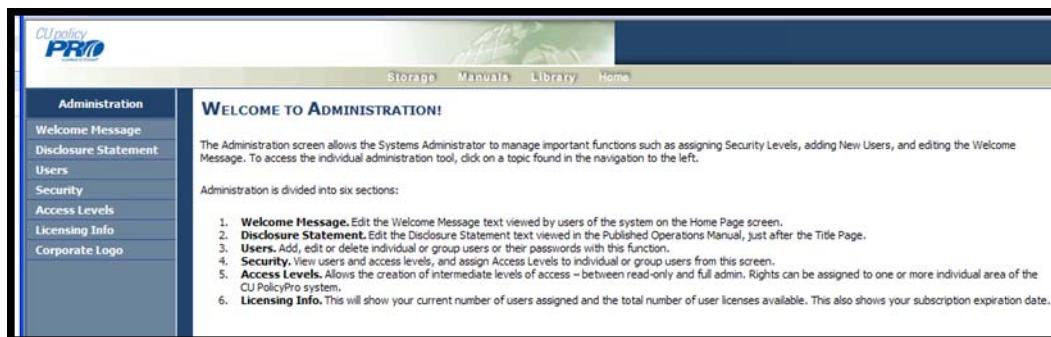 CU policy
PRO
Storage Manuals Library Home
Administration
Welcome Message
Disclosure Statement
Users
Security
Access Levels
Licensing Info
Corporate Logo
WELCOME TO ADMINISTRATION!
The Administration screen allows the Systems Administrator to manage important functions such as assigning Security Levels, adding New Users, and editing the Welcome
Message. To access the individual administration tool, click on a topic found in the navigation to the left.
Administration is divided into six sections:
1. Welcome Message. Edit the Welcome Message text viewed by users of the system on the Home Page screen.
2. Disclosure Statement. Edit the Disclosure Statement text viewed in the Published Operations Manual, just after the Title Page.
3. Users. Add, edit or delete individual or group users or their passwords with this function.
4. Security. View users and access levels, and assign Access Levels to individual or group users from this screen.
5. Access Levels. Allows the creation of intermediate levels of access – between read-only and full admin. Rights can be assigned to one or more individual area of the
CU PolicyPro system.
6. Licensing Info. This will show your current number of users assigned and the total number of user licenses available. This also shows your subscription expiration date.